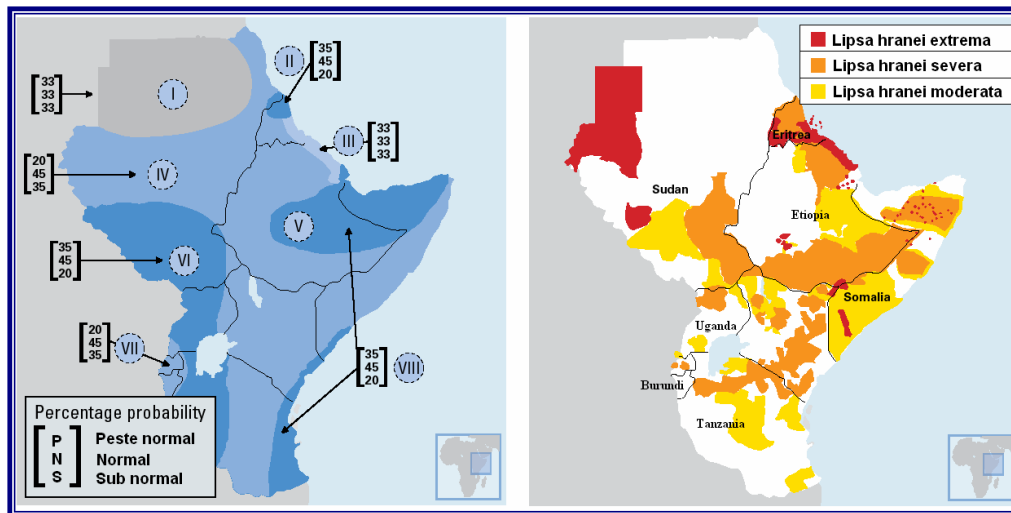 35
45
20
II
33
33
33
I
33
33
33
III
20
45
35
IV
V
35
45
20
VI
20
45
35
VII
35
45
20
VIII
Percentage probability
P Peste normal
N Normal
S Sub normal
Lipsa hranei extrema
Lipsa hranei severa
Lipsa hranei moderata
Eritrea
Sudan
Etiopia
Somalia
Uganda
Burundi
Tanzania